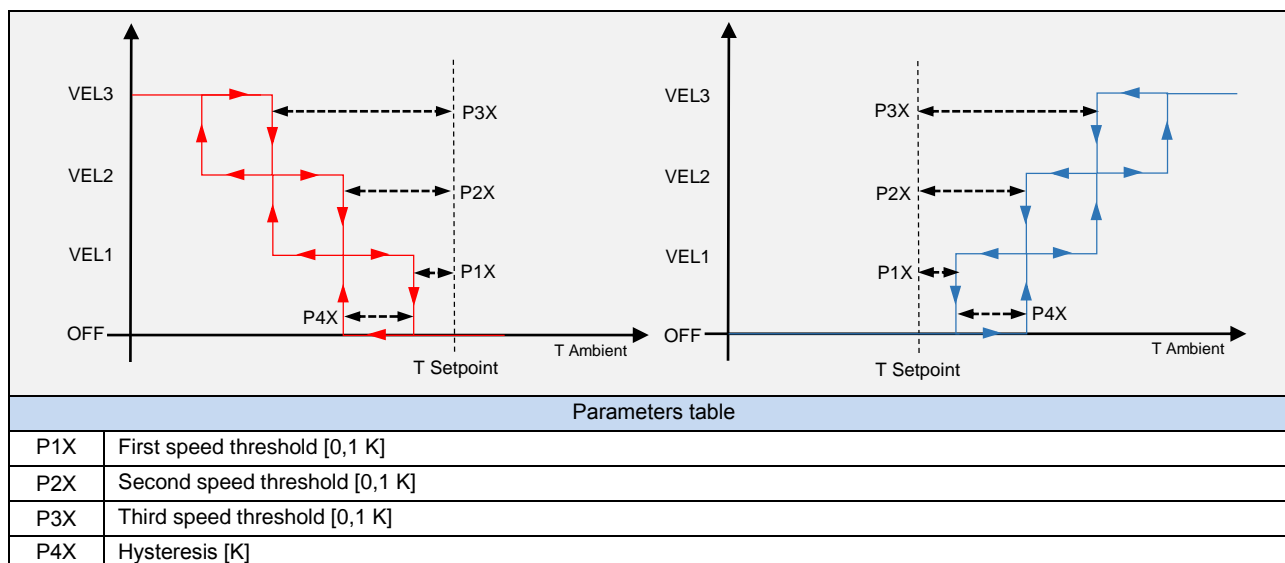 VEL3
P3X
VEL2
P2X
VEL1
P1X
P4X
OFF
T Ambient
T Setpoint
VEL3
P3X
VEL2
P2X
VEL1
P1X
P4X
OFF
T Ambient
T Setpoint
Parameters table
P1X First speed threshold [0,1 K]
P2X Second speed threshold [0,1 K]
P3X Third speed threshold [0,1 K]
P4X Hysteresis [K]